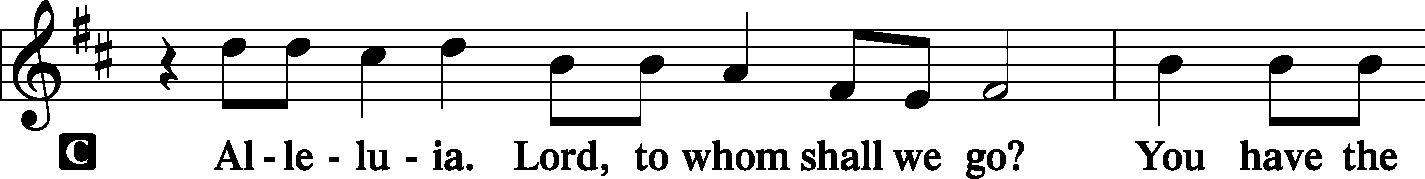 C Al - le - lu - ia. Lord, to whom shall we go? You have the